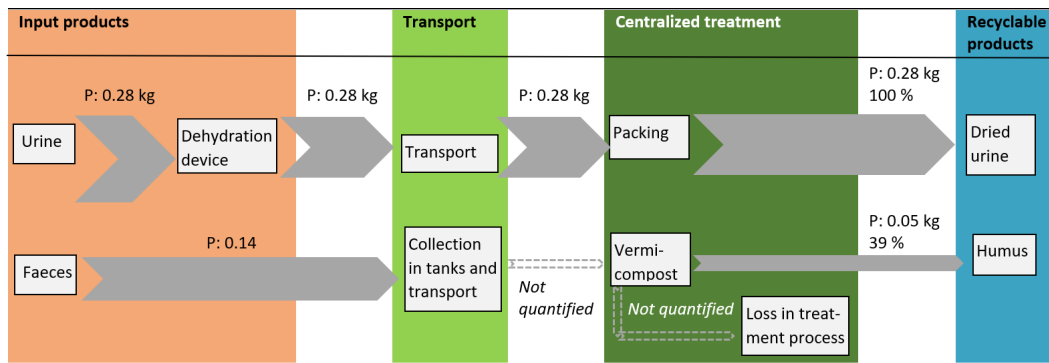 Input products
Transport
Centralized treatment
Recyclable
products
P: 0.28 kg
P: 0.28 kg
P: 0.28 kg
P: 0.28 kg
100 %
Urine
Dehydration
device
Transport
Packing
Dried
urine
P: 0.14
P: 0.05 kg
39 %
Faeces
Collection
in tanks and
transport
Not
quantified
Vermi-
compost
Humus
Not quantified
Loss in treat-
ment process